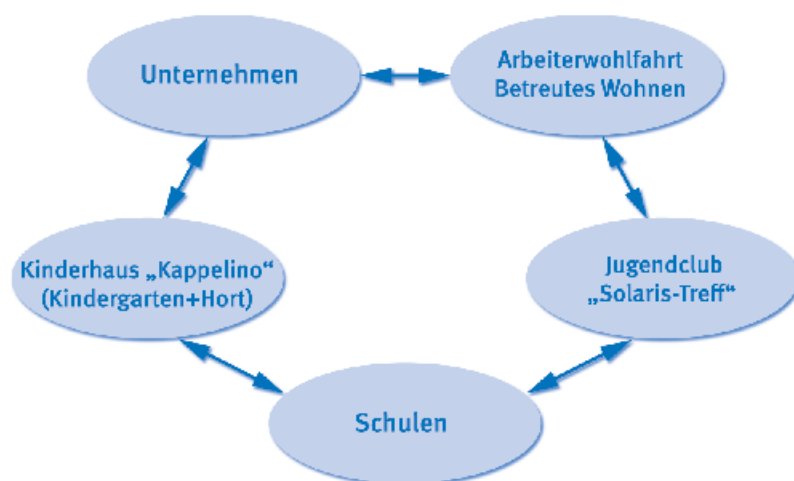 Unternehmen
Arbeiterwohlfahrt
Betreutes Wohnen
Kinderhaus „Kappelino“
(Kindergarten+Hort)
Jugendclub
„Solaris-Treff“
Schulen